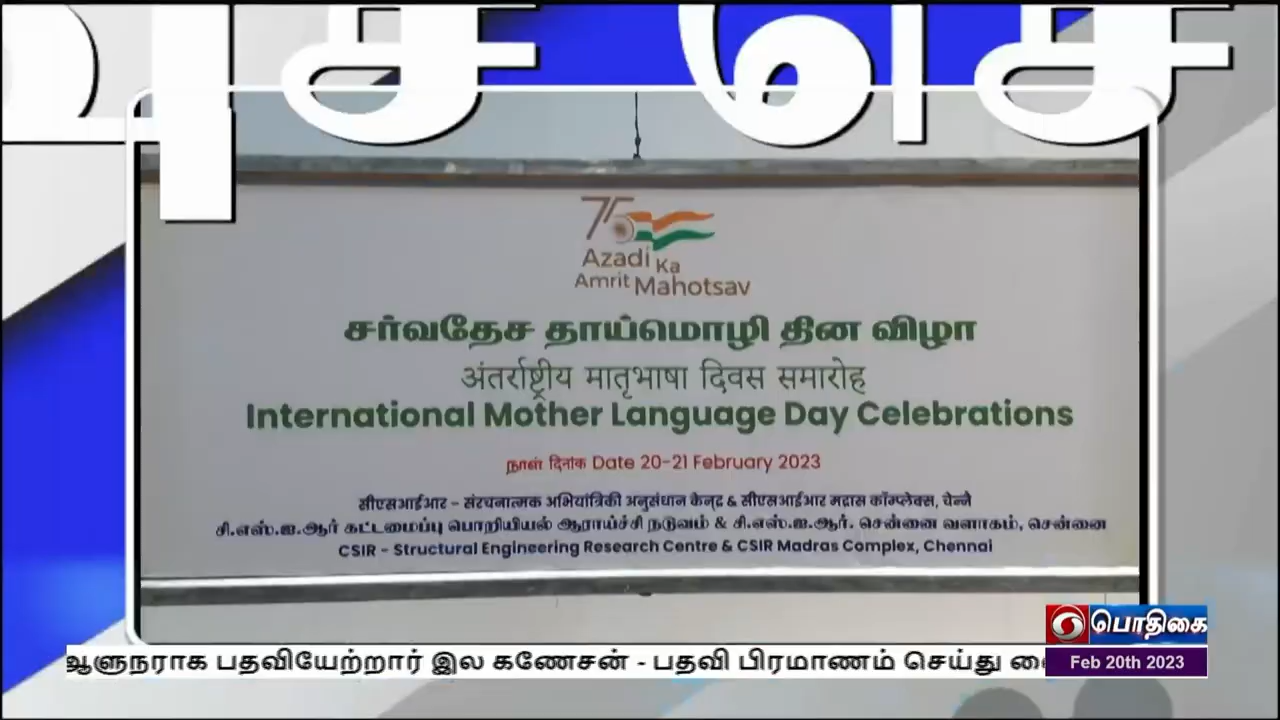 75
Azadi Ka
Amrit Mahotsav
சர்வதேச தாய்மொழி தின விழா
अंतर्राष्ट्रीय मातृभाषा दिवस समारोह
International Mother Language Day Celebrations
நாள் दिनांक Date 20-21 February 2023
सीएसआईआर – संरचनात्मक अभियांत्रिकी अनुसंधान केन्द्र & सीएसआईआर मद्रास कॉम्प्लेक्स, चेन्नै
சி.எஸ்.ஐ.ஆர் கட்டமைப்பு பொறியியல் ஆராய்ச்சி நடுவம் & சி.எஸ்.ஐ.ஆர். சென்னை வளாகம், சென்னை
CSIR - Structural Engineering Research Centre & CSIR Madras Complex, Chennai
பொதிகை
Feb 20th 2023
ஆளுநராக பதவியேற்றார் இல கணேசன் - பதவி பிரமாணம் செய்து